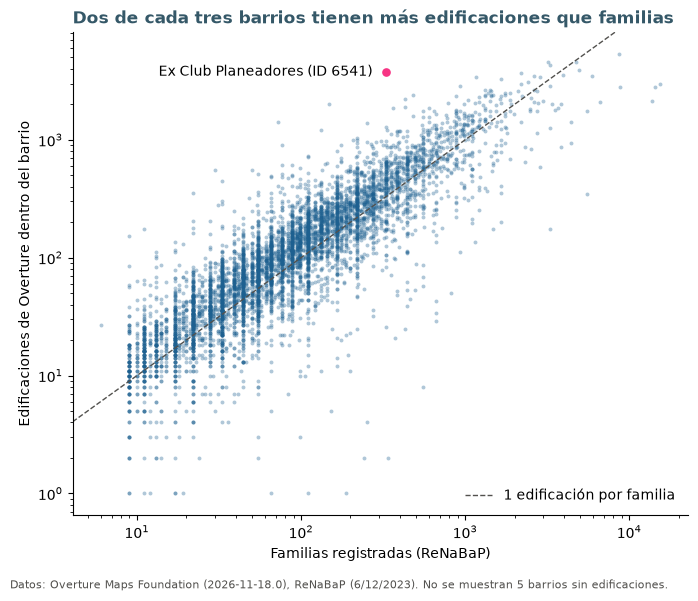 Dos de cada tres barrios tienen más edificaciones que familias
Ex Club Planeadores (ID 6541)
Edificaciones de Overture dentro del barrio
10³
10²
10¹
10⁰
1 edificación por familia
10¹ 10² 10³ 10⁴
Familias registradas (ReNaBaP)
Datos: Overture Maps Foundation (2026-11-18.0), ReNaBaP (6/12/2023). No se muestran 5 barrios sin edificaciones.